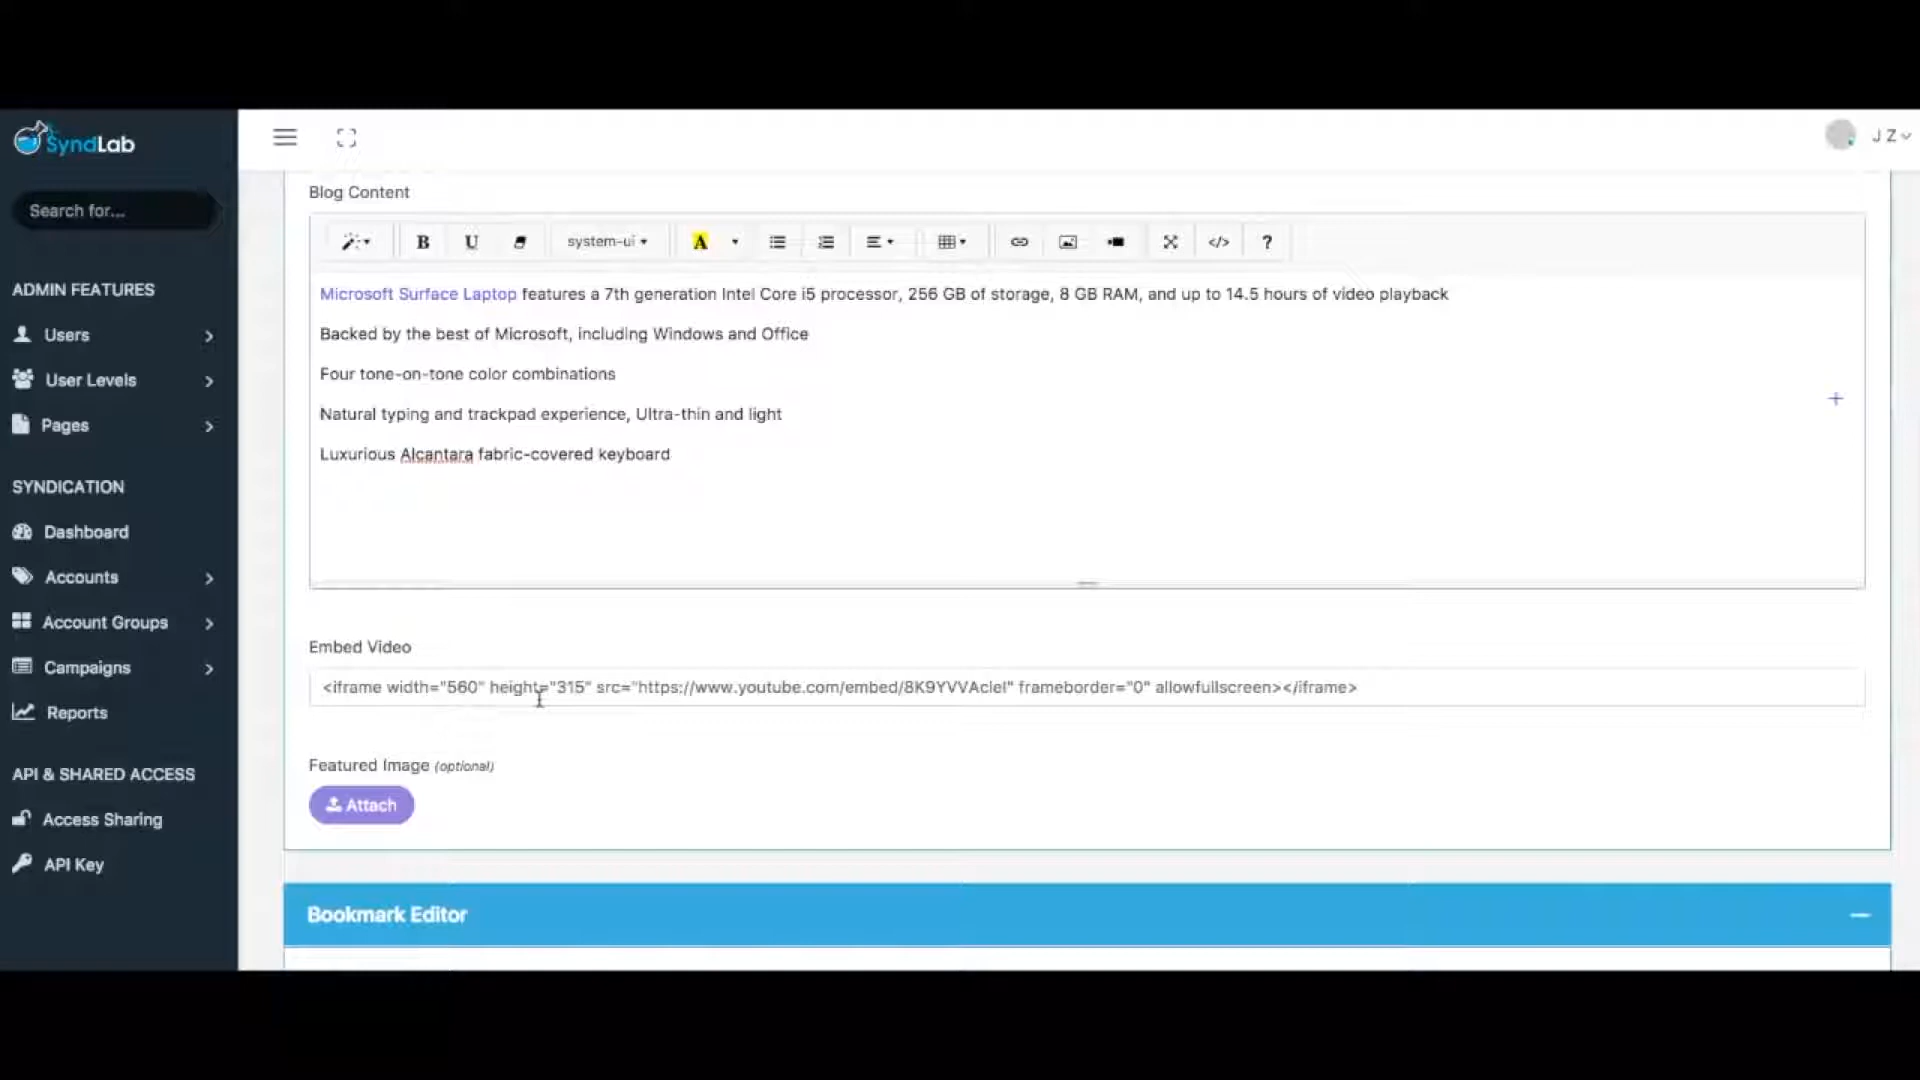 SyndLab
J Z
Search for...
ADMIN FEATURES
Users
User Levels
Pages
SYNDICATION
Dashboard
Accounts
Account Groups
Campaigns
Reports
API & SHARED ACCESS
Access Sharing
API Key
Blog Content
B U system-ui A </> ?
Microsoft Surface Laptop features a 7th generation Intel Core i5 processor, 256 GB of storage, 8 GB RAM, and up to 14.5 hours of video playback
Backed by the best of Microsoft, including Windows and Office
Four tone-on-tone color combinations
Natural typing and trackpad experience, Ultra-thin and light
Luxurious Alcantara fabric-covered keyboard
Embed Video
<iframe width="560" height="315" src="https://www.youtube.com/embed/8K9YVVAcIeI" frameborder="0" allowfullscreen></iframe>
Featured Image (optional)
Attach
Bookmark Editor